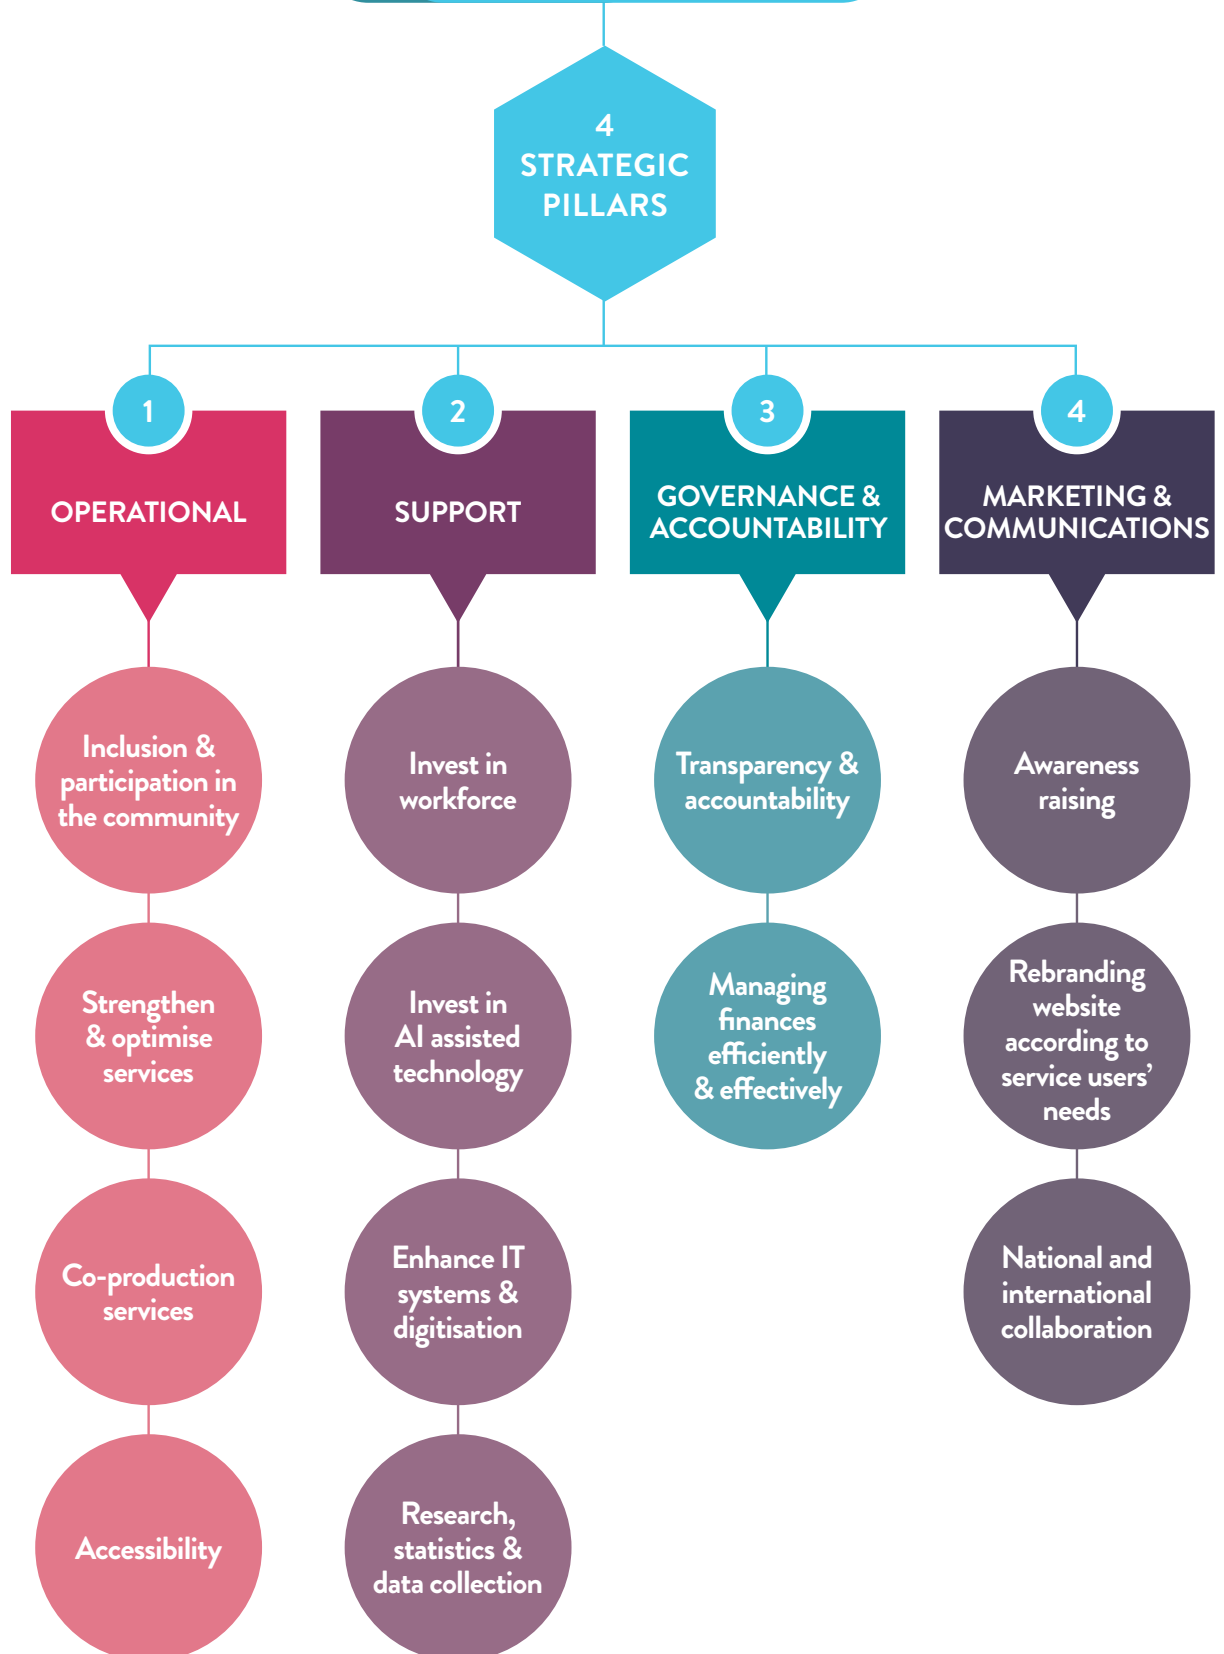 4
STRATEGIC
PILLARS
1
OPERATIONAL
Inclusion &
participation in
the community
Strengthen
& optimise
services
Co-production
services
Accessibility
2
SUPPORT
Invest in
workforce
Invest in
AI assisted
technology
Enhance IT
systems &
digitisation
Research,
statistics &
data collection
3
GOVERNANCE &
ACCOUNTABILITY
Transparency &
accountability
Managing
finances
efficiently
& effectively
4
MARKETING &
COMMUNICATIONS
Awareness
raising
Rebranding
website
according to
service users’
needs
National and
international
collaboration